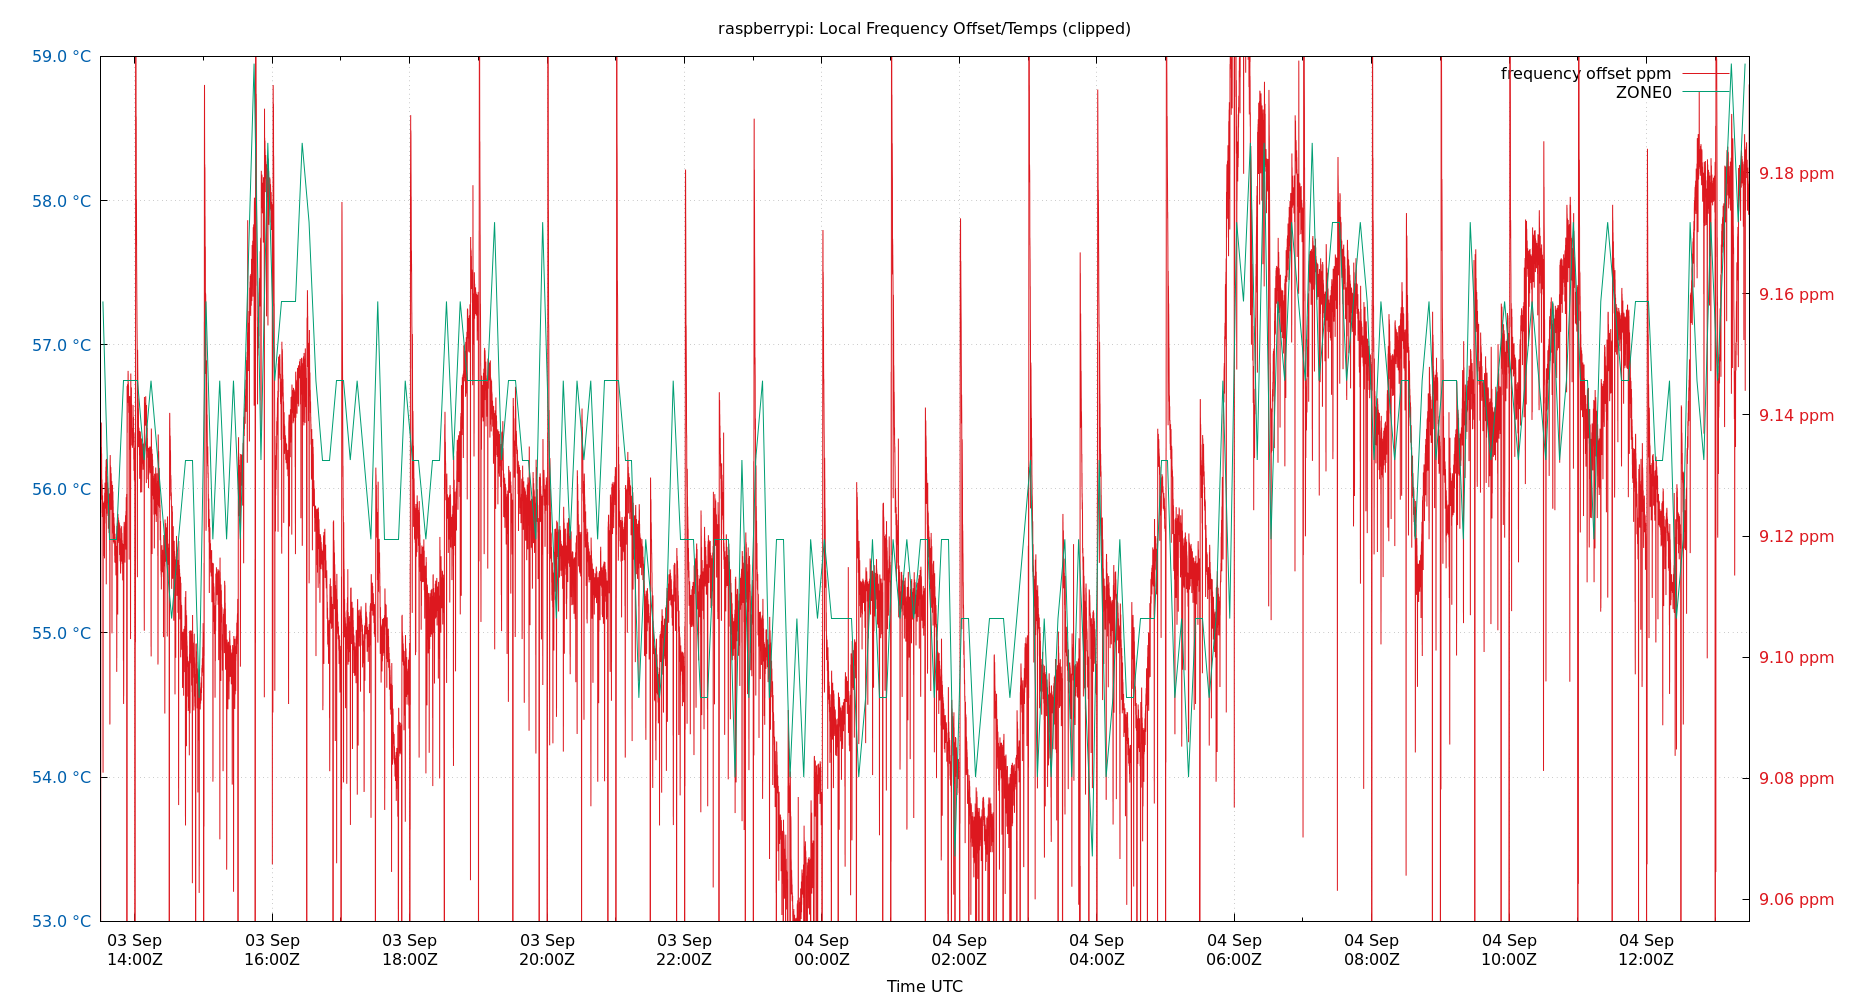 raspberrypi: Local Frequency Offset/Temps (clipped)
frequency offset ppm
ZONE0
59.0 °C
58.0 °C
57.0 °C
56.0 °C
55.0 °C
54.0 °C
53.0 °C
9.18 ppm
9.16 ppm
9.14 ppm
9.12 ppm
9.10 ppm
9.08 ppm
9.06 ppm
03 Sep 03 Sep 03 Sep 03 Sep 03 Sep 04 Sep 04 Sep 04 Sep 04 Sep 04 Sep 04 Sep 04 Sep
14:00Z 16:00Z 18:00Z 20:00Z 22:00Z 00:00Z 02:00Z 04:00Z 06:00Z 08:00Z 10:00Z 12:00Z
Time UTC